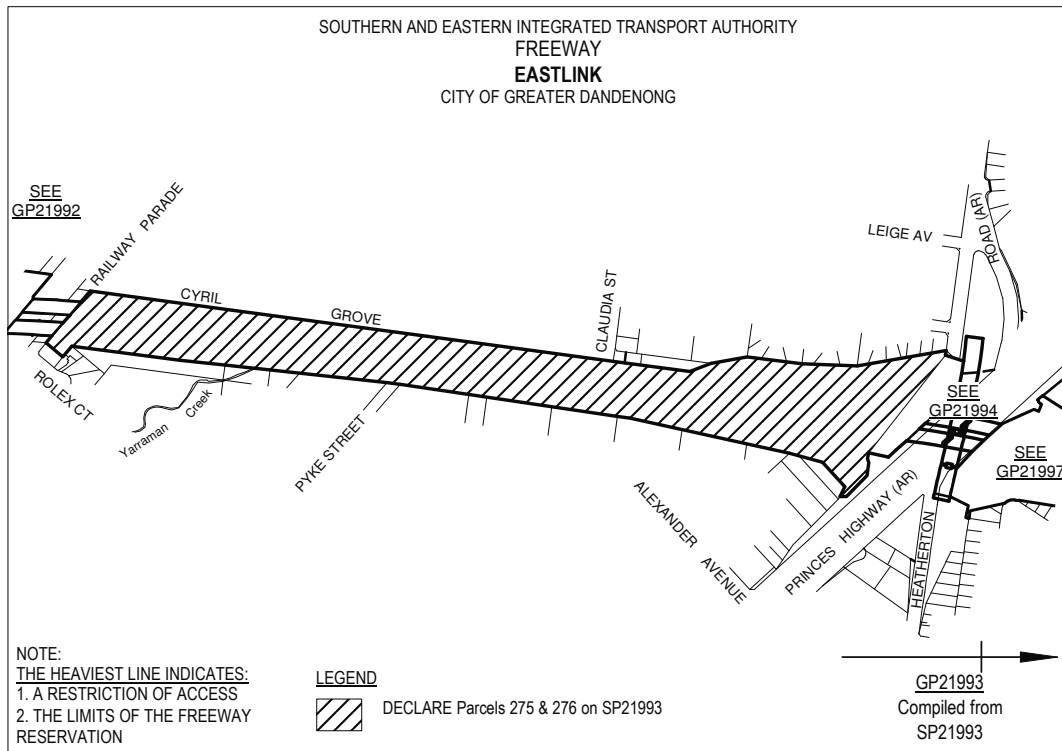 SOUTHERN AND EASTERN INTEGRATED TRANSPORT AUTHORITY
FREEWAY
EASTLINK
CITY OF GREATER DANDENONG
SEE
GP21992
RAILWAY PARADE
CYRIL
GROVE
CLAUDIA ST
LEIGE AV
ROAD (AR)
ROLEX CT
Yarraman Creek
PYKE STREET
ALEXANDER AVENUE
PRINCES HIGHWAY (AR)
HEATHERTON
SEE
GP21994
SEE
GP21997
NOTE:
THE HEAVIEST LINE INDICATES:
1. A RESTRICTION OF ACCESS
2. THE LIMITS OF THE FREEWAY
RESERVATION
LEGEND
DECLARE Parcels 275 & 276 on SP21993
GP21993
Compiled from
SP21993